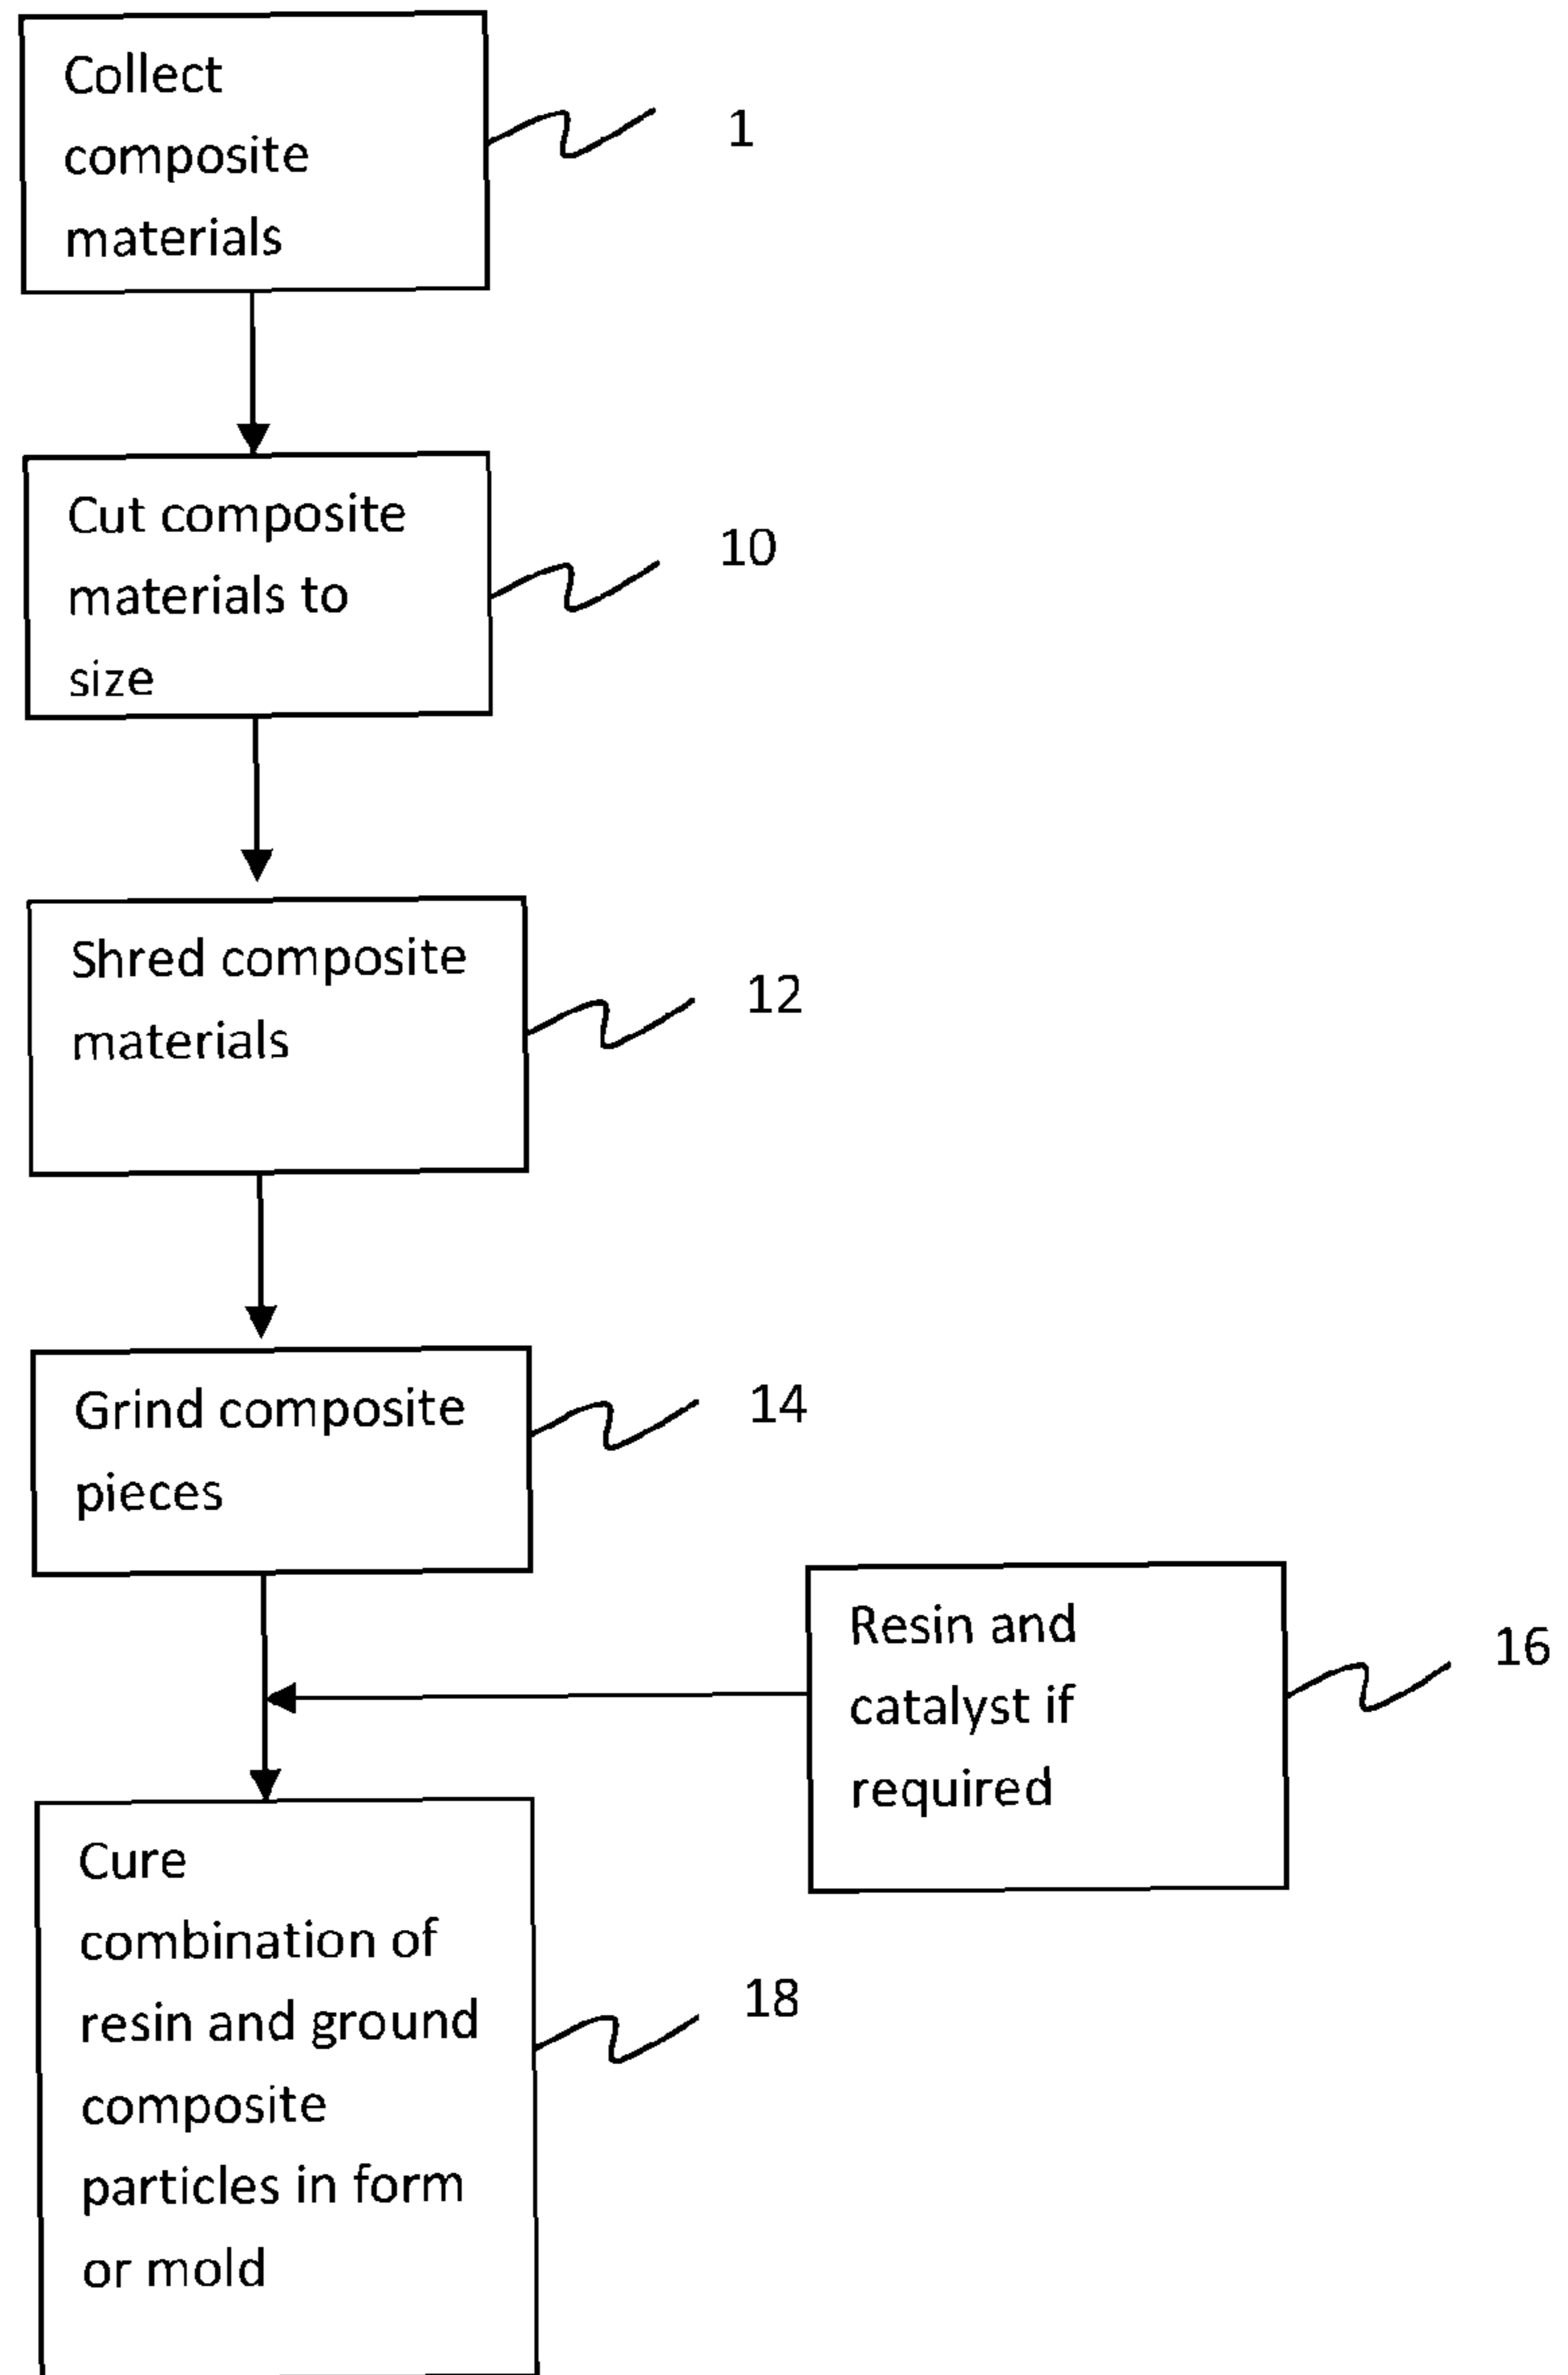 Collect
composite
materials
1
Cut composite
materials to
size
10
Shred composite
materials
12
Grind composite
pieces
14
Resin and
catalyst if
required
16
Cure
combination of
resin and ground
composite
particles in form
or mold
18